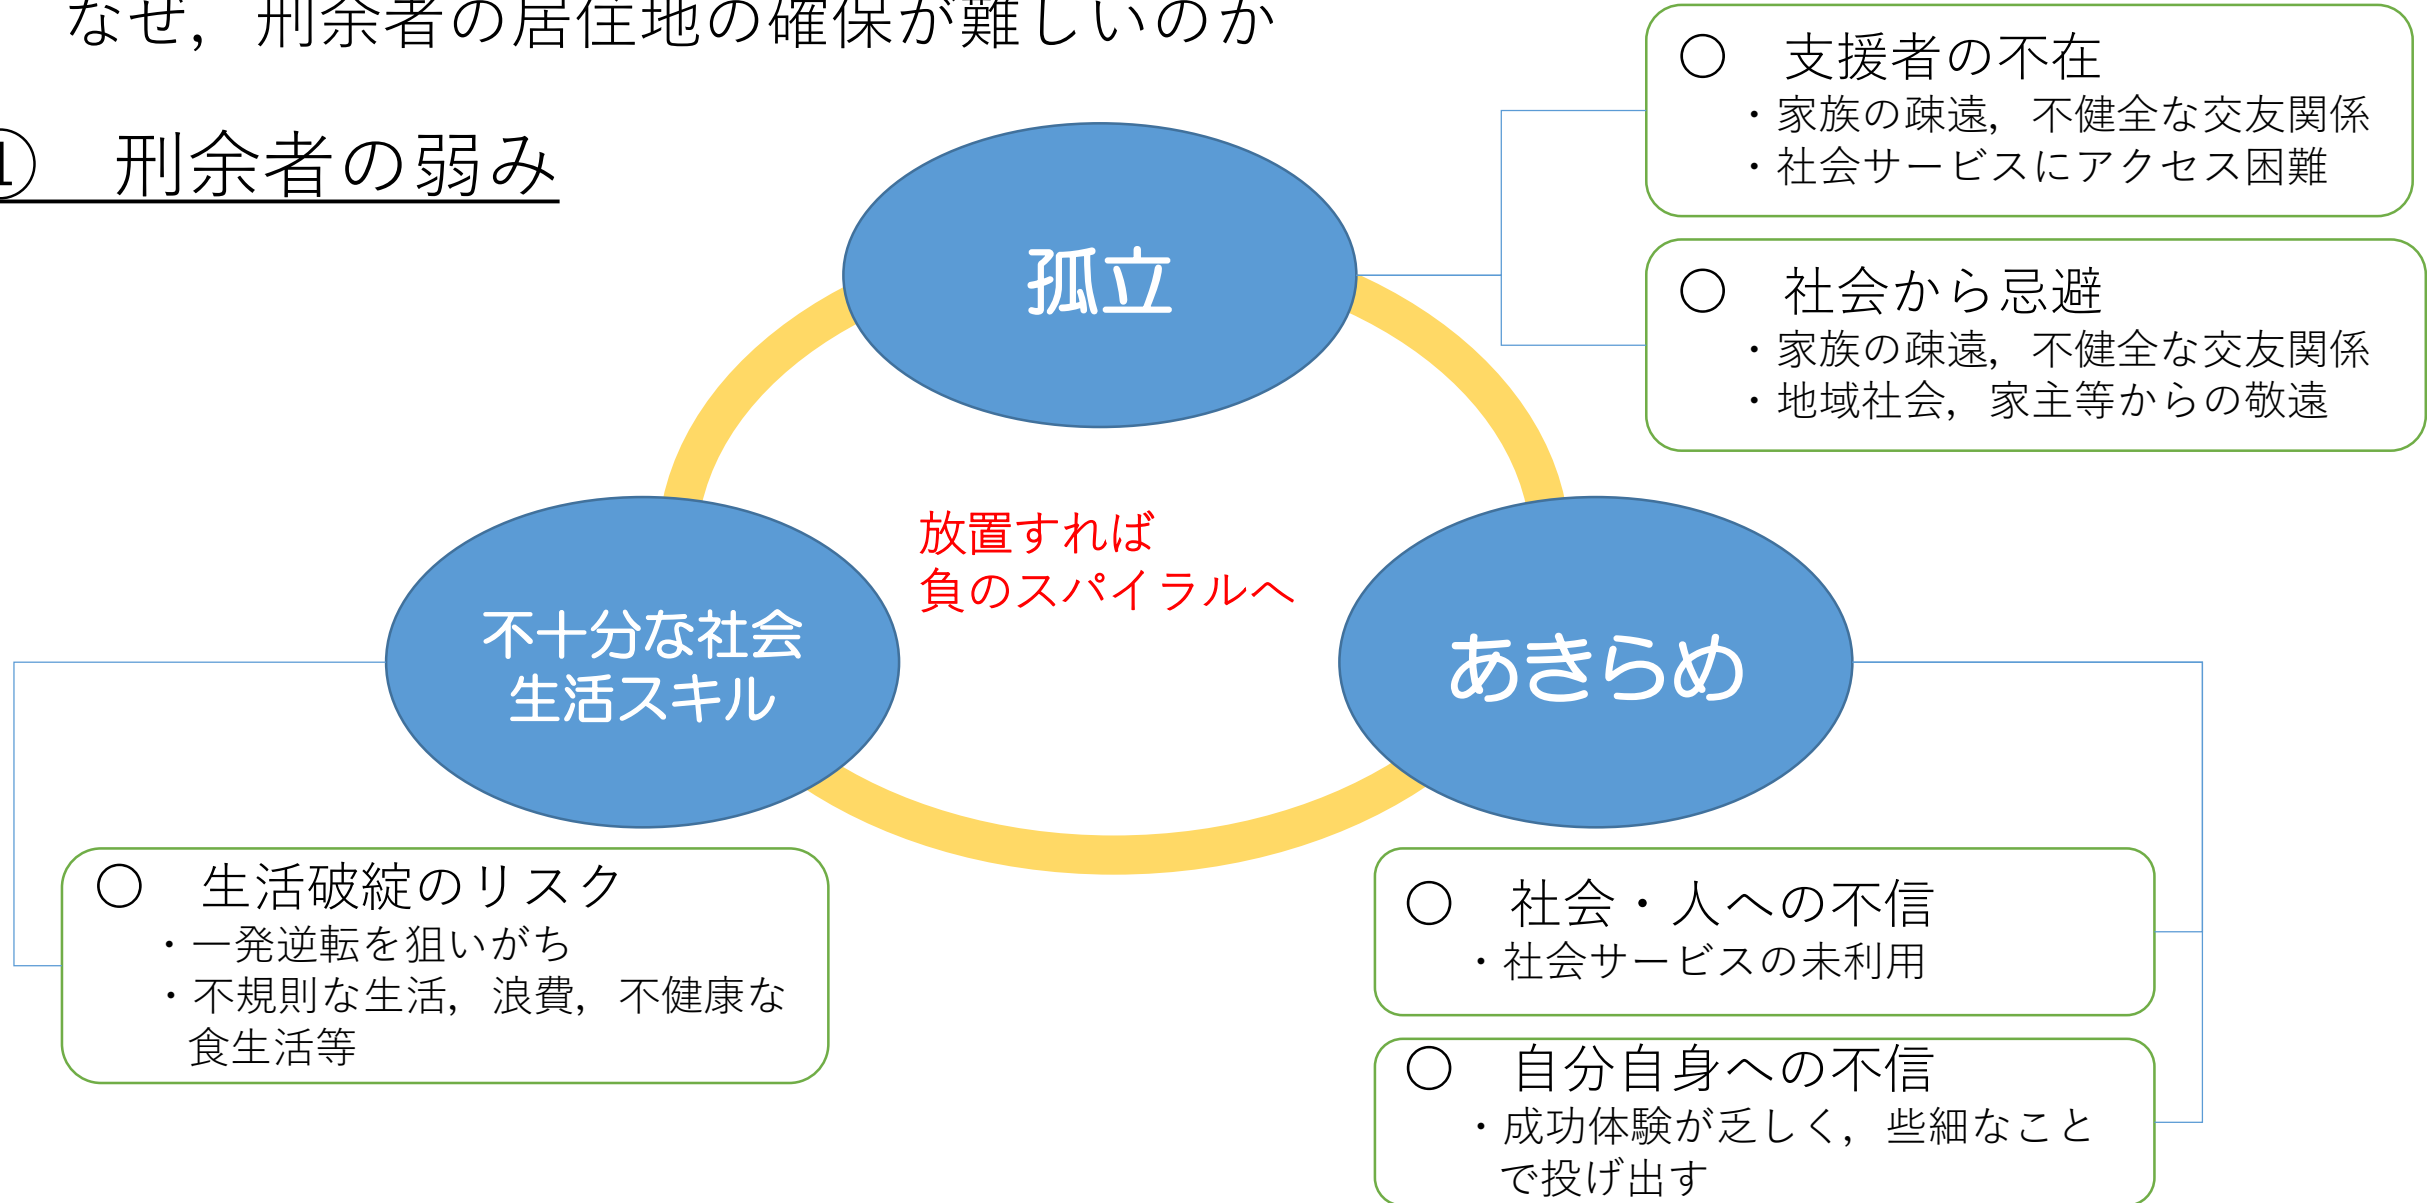 なぜ，刑余者の居住地の確保が難しいのか
①　刑余者の弱み
孤立
〇　支援者の不在
・家族の疎遠，不健全な交友関係
・社会サービスにアクセス困難
〇　社会から忌避
・家族の疎遠，不健全な交友関係
・地域社会，家主等からの敬遠
放置すれば
負のスパイラルへ
不十分な社会
生活スキル
あきらめ
〇　生活破綻のリスク
・一発逆転を狙いがち
・不規則な生活，浪費，不健康な
食生活等
〇　社会・人への不信
・社会サービスの未利用
〇　自分自身への不信
・成功体験が乏しく，些細なこと
で投げ出す